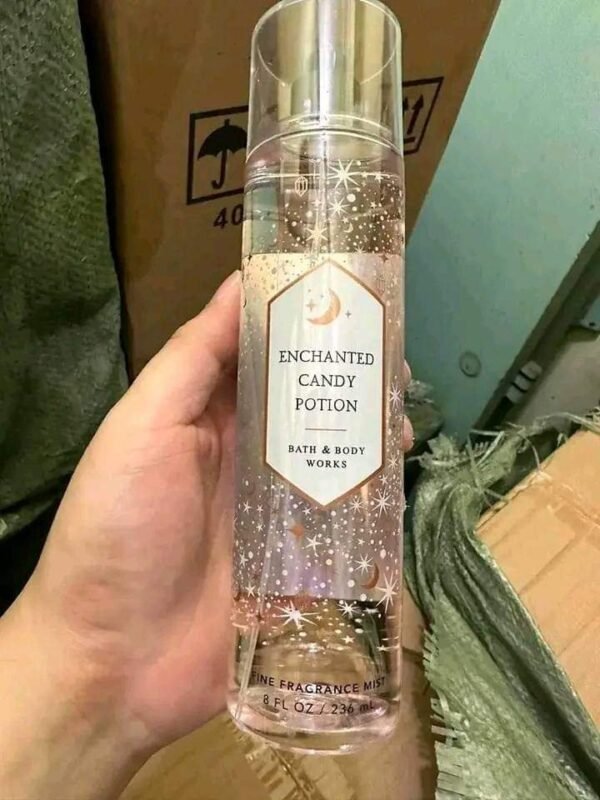 40
ENCHANTED
CANDY
POTION
BATH & BODY
WORKS
FINE FRAGRANCE MIST
8 FL OZ / 236 mL